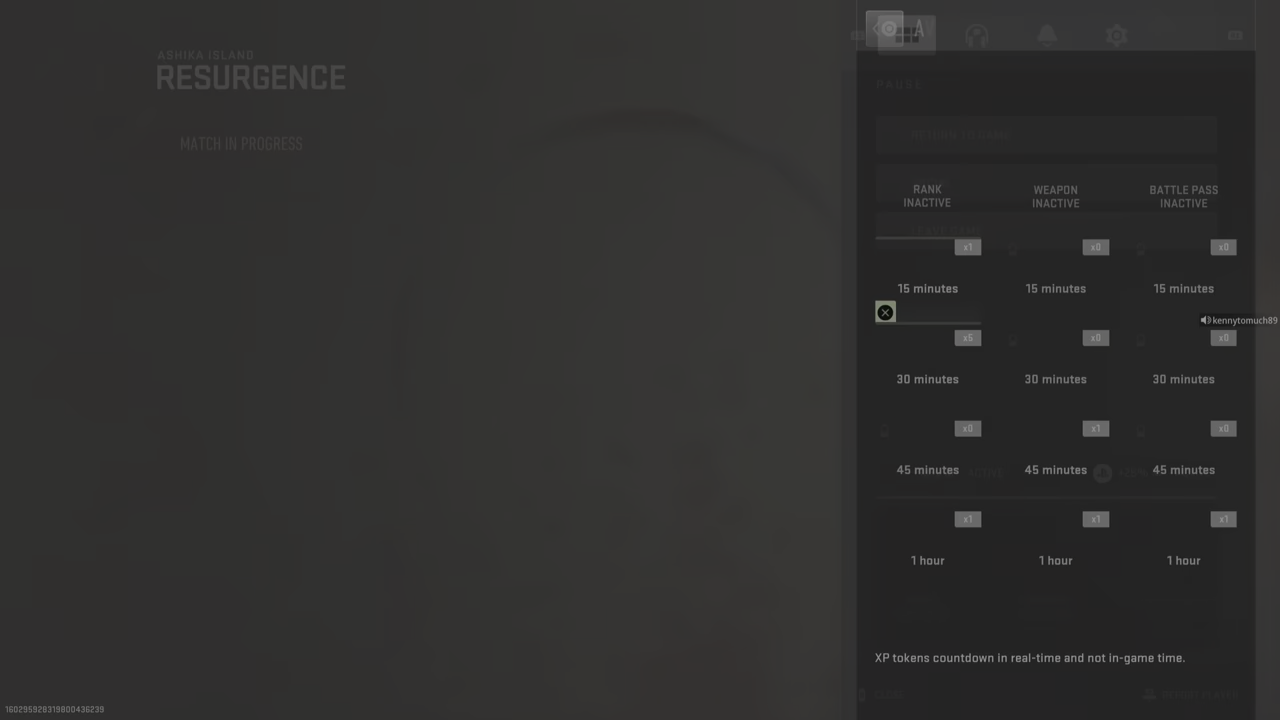 ASHIKA ISLAND
RESURGENCE
MATCH IN PROGRESS
A
PAUSE
RANK
INACTIVE
WEAPON
INACTIVE
BATTLE PASS
INACTIVE
x1
x0
x0
15 minutes
15 minutes
15 minutes
kennytomuch89
x5
x0
x0
30 minutes
30 minutes
30 minutes
x0
x1
x0
45 minutes
45 minutes
45 minutes
ACTIVE
x1
x1
x1
1 hour
1 hour
1 hour
XP tokens countdown in real-time and not in-game time.
CLOSE